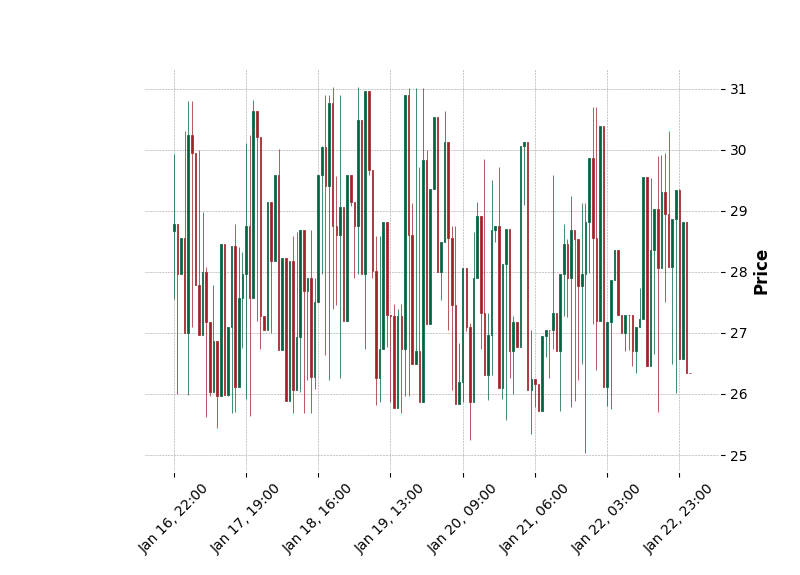 31
30
29
28
27
26
25
Price
Jan 16, 22:00
Jan 17, 19:00
Jan 18, 16:00
Jan 19, 13:00
Jan 20, 09:00
Jan 21, 06:00
Jan 22, 03:00
Jan 22, 23:00